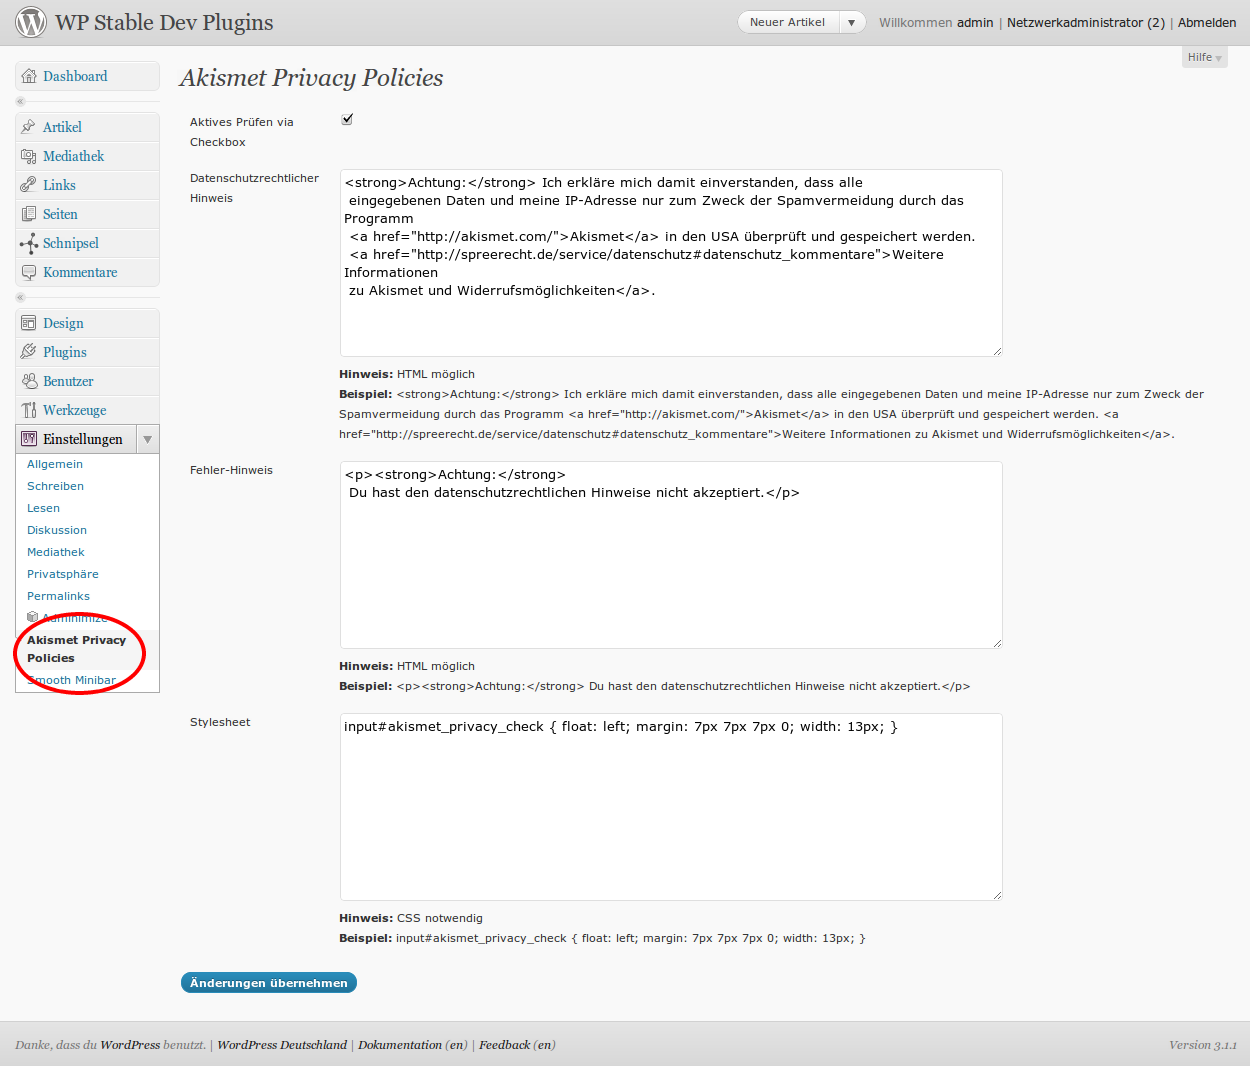 WP Stable Dev Plugins
Neuer Artikel
Willkommen admin | Netzwerkadministrator (2) | Abmelden
Hilfe
Dashboard
Artikel
Mediathek
Links
Seiten
Schnipsel
Kommentare
Design
Plugins
Benutzer
Werkzeuge
Einstellungen
Allgemein
Schreiben
Lesen
Diskussion
Mediathek
Privatsphäre
Permalinks
Adminimize
Akismet Privacy
Policies
Smooth Minibar
Akismet Privacy Policies
Aktives Prüfen via
Checkbox
Datenschutzrechtlicher
Hinweis
<strong>Achtung:</strong> Ich erkläre mich damit einverstanden, dass alle
eingegebenen Daten und meine IP-Adresse nur zum Zweck der Spamvermeidung durch das
Programm
<a href="http://akismet.com/">Akismet</a> in den USA überprüft und gespeichert werden.
<a href="http://spreerecht.de/service/datenschutz#datenschutz_kommentare">Weitere
Informationen
zu Akismet und Widerrufsmöglichkeiten</a>.
Hinweis: HTML möglich
Beispiel: <strong>Achtung:</strong> Ich erkläre mich damit einverstanden, dass alle eingegebenen Daten und meine IP-Adresse nur zum Zweck der
Spamvermeidung durch das Programm <a href="http://akismet.com/">Akismet</a> in den USA überprüft und gespeichert werden. <a
href="http://spreerecht.de/service/datenschutz#datenschutz_kommentare">Weitere Informationen zu Akismet und Widerrufsmöglichkeiten</a>.
Fehler-Hinweis
<p><strong>Achtung:</strong>
Du hast den datenschutzrechtlichen Hinweise nicht akzeptiert.</p>
Hinweis: HTML möglich
Beispiel: <p><strong>Achtung:</strong> Du hast den datenschutzrechtlichen Hinweise nicht akzeptiert.</p>
Stylesheet
input#akismet_privacy_check { float: left; margin: 7px 7px 7px 0; width: 13px; }
Hinweis: CSS notwendig
Beispiel: input#akismet_privacy_check { float: left; margin: 7px 7px 7px 0; width: 13px; }
Änderungen übernehmen
Danke, dass du WordPress benutzt. | WordPress Deutschland | Dokumentation (en) | Feedback (en)
Version 3.1.1